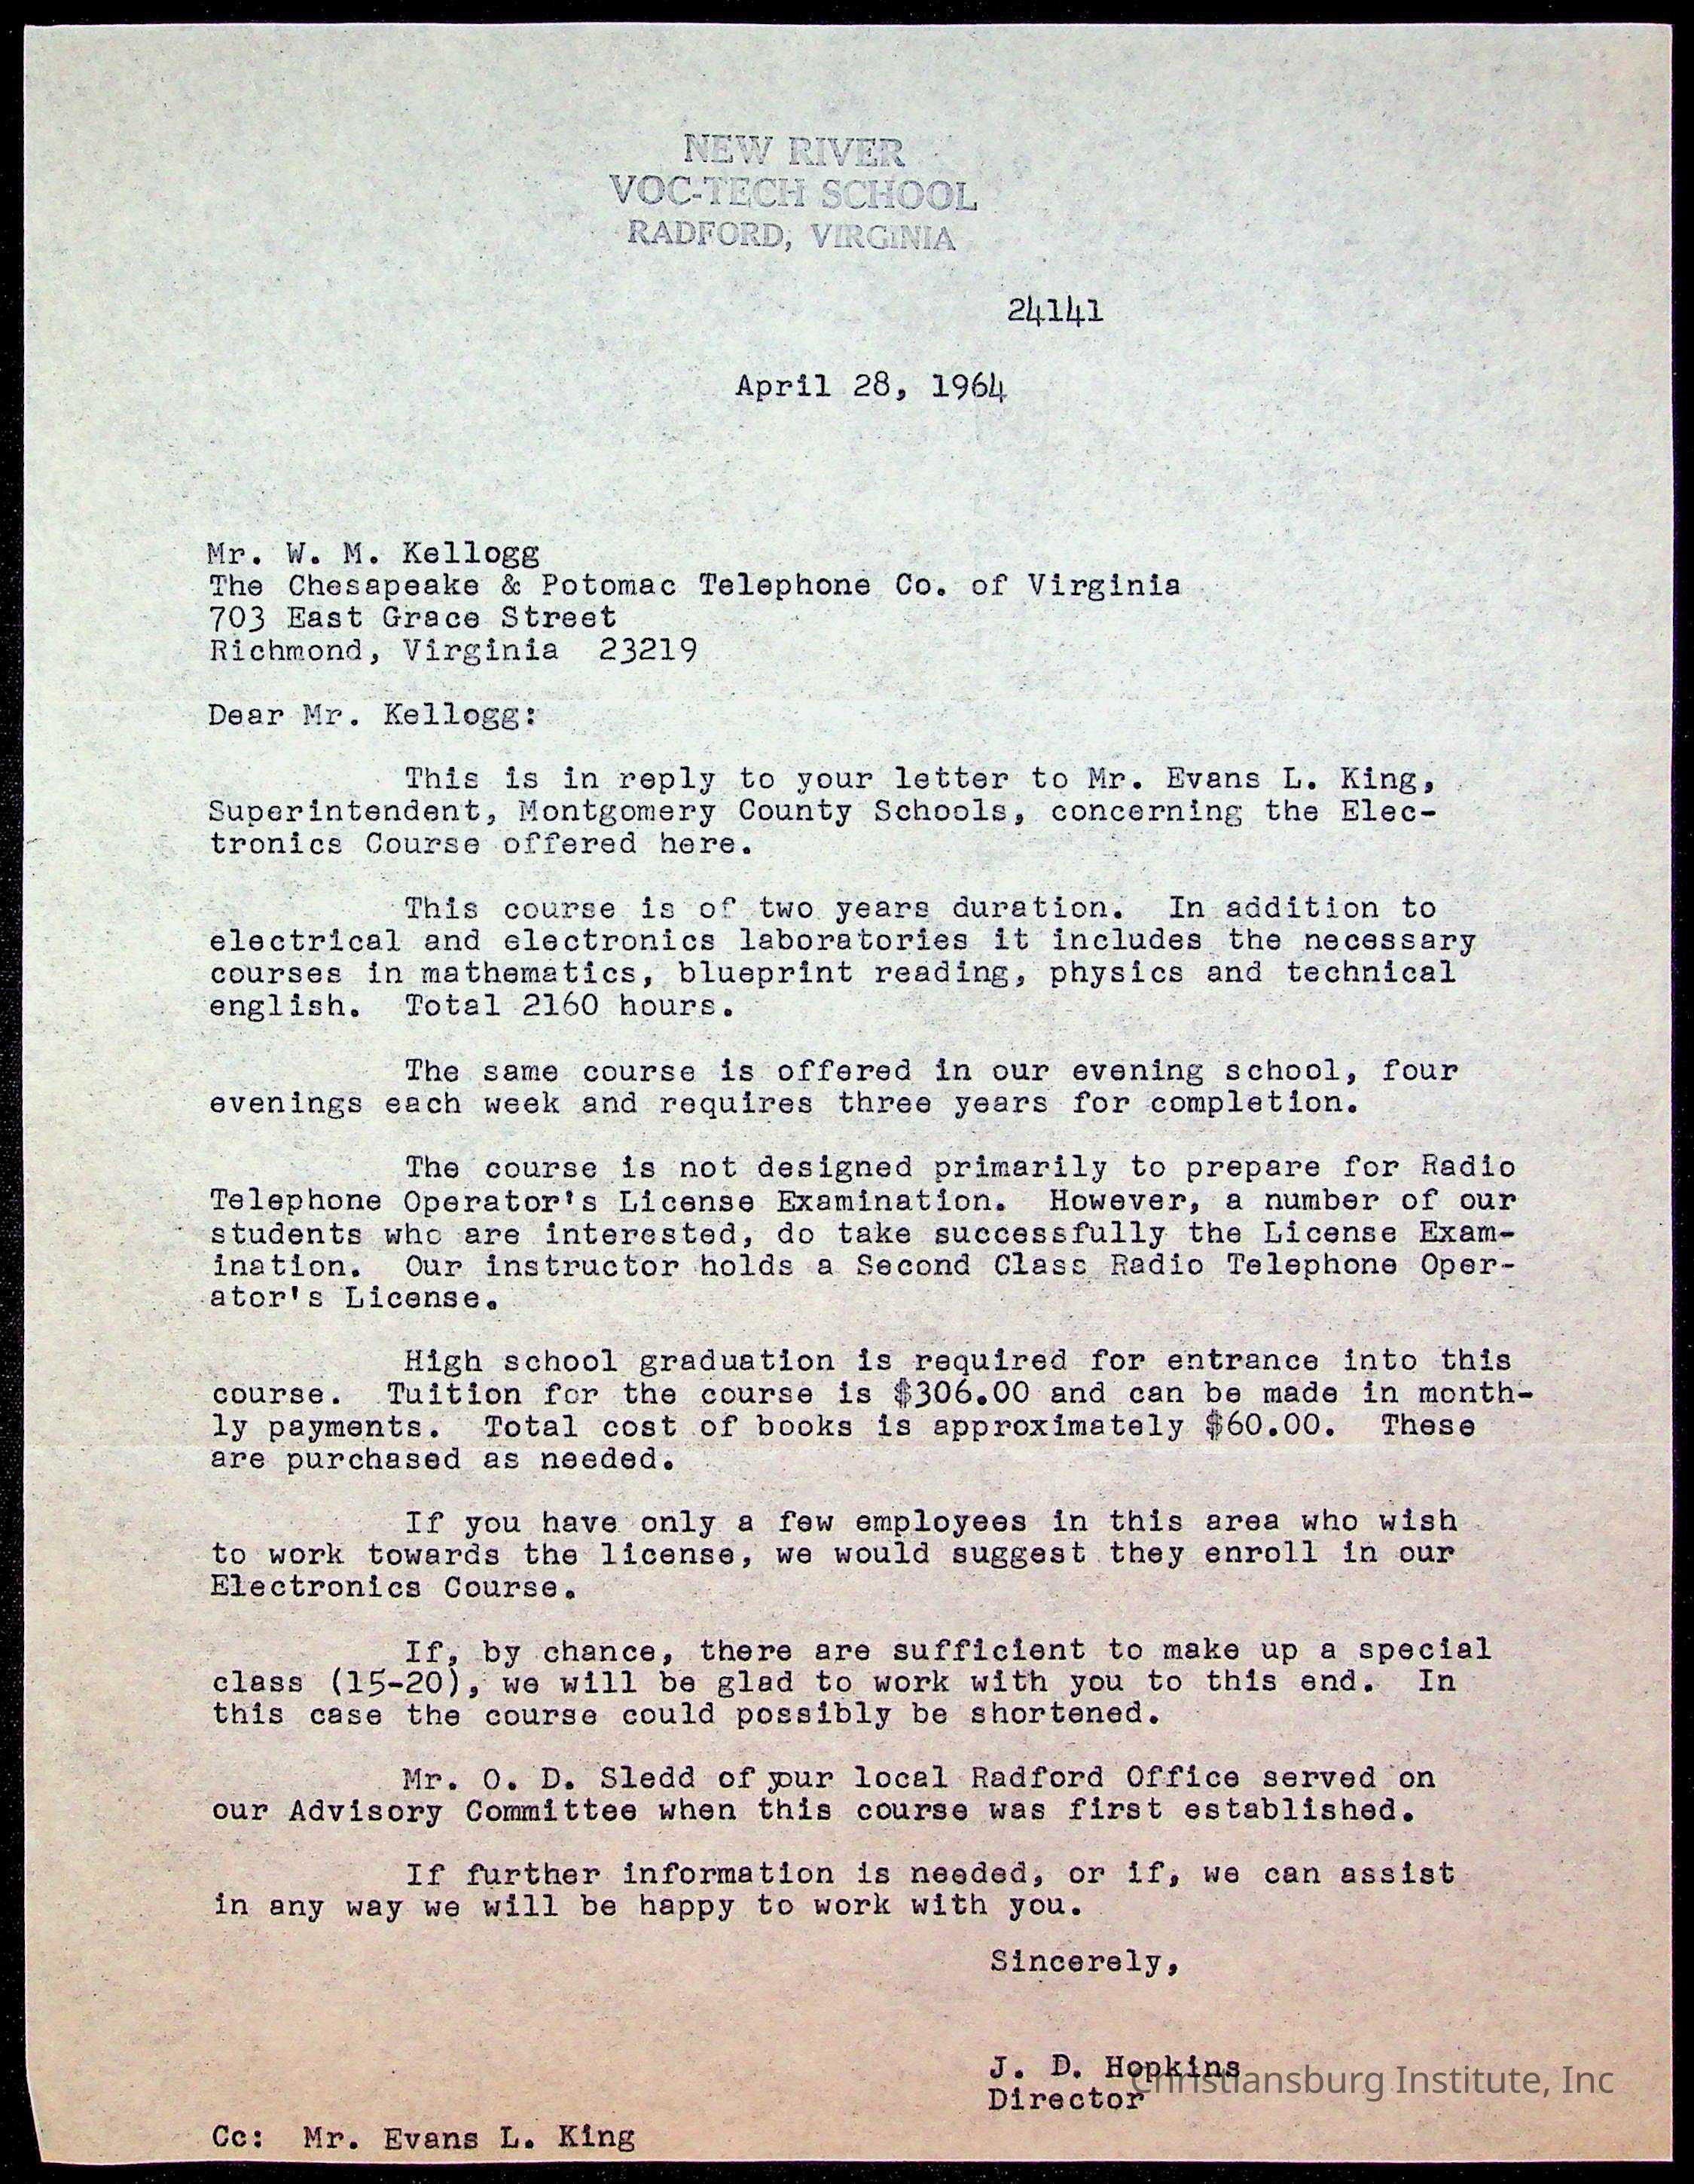 NEW RIVER
VOC-TECH SCHOOL
RADFORD, VIRGINIA
24141
April 28, 1964
Mr. W. M. Kellogg
The Chesapeake & Potomac Telephone Co. of Virginia
703 East Grace Street
Richmond, Virginia 23219
Dear Mr. Kellogg:
This is in reply to your letter to Mr. Evans L. King,
Superintendent, Montgomery County Schools, concerning the Elec-
tronics Course offered here.
This course is of two years duration. In addition to
electrical and electronics laboratories it includes the necessary
courses in mathematics, blueprint reading, physics and technical
english. Total 2160 hours.
The same course is offered in our evening school, four
evenings each week and requires three years for completion.
The course is not designed primarily to prepare for Radio
Telephone Operator's License Examination. However, a number of our
students who are interested, do take successfully the License Exam-
ination. Our instructor holds a Second Class Radio Telephone Oper-
ator's License.
High school graduation is required for entrance into this
course. Tuition for the course is $306.00 and can be made in month-
ly payments. Total cost of books is approximately $60.00. These
are purchased as needed.
If you have only a few employees in this area who wish
to work towards the license, we would suggest they enroll in our
Electronics Course.
If, by chance, there are sufficient to make up a special
class (15-20), we will be glad to work with you to this end. In
this case the course could possibly be shortened.
Mr. O. D. Sledd of your local Radford Office served on
our Advisory Committee when this course was first established.
If further information is needed, or if, we can assist
in any way we will be happy to work with you.
Sincerely,
J. D. Hopkins
Director
Christiansburg Institute, Inc
Cc: Mr. Evans L. King